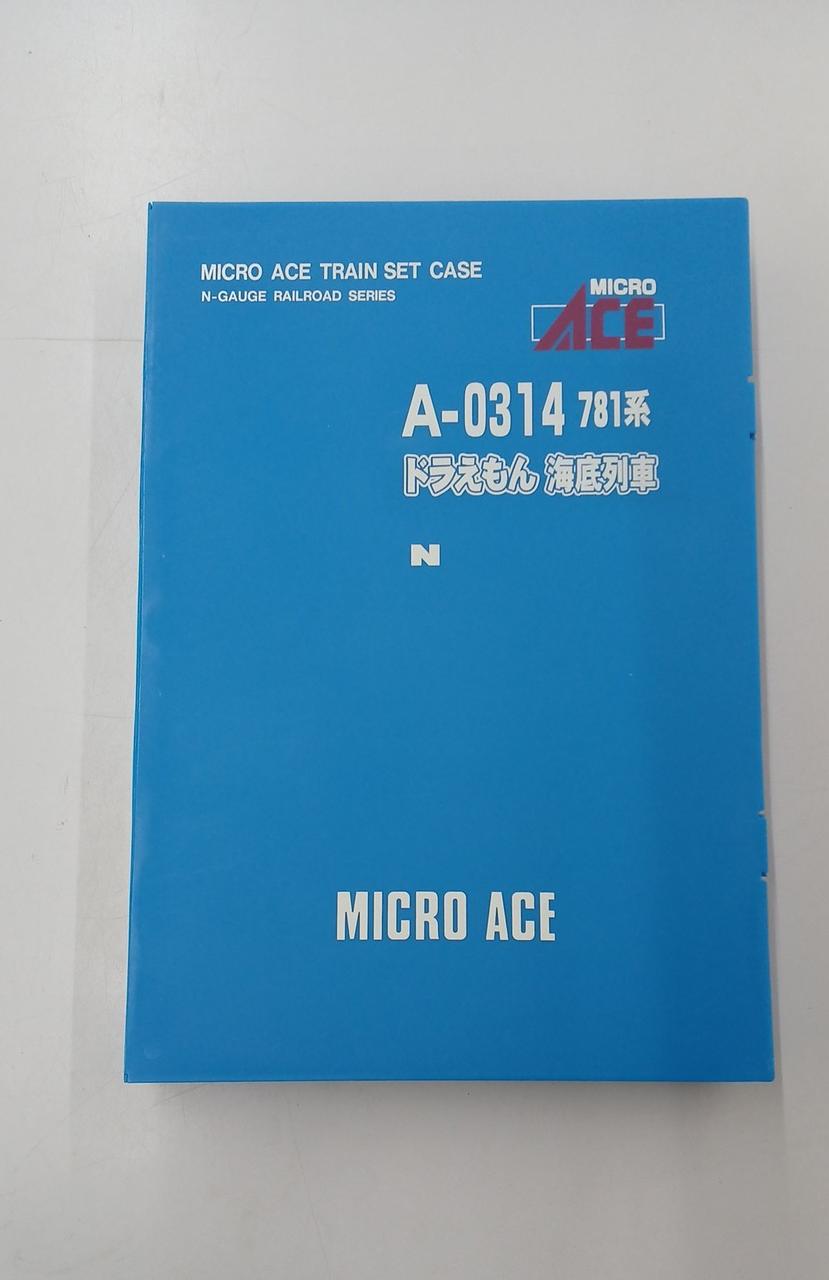 MICRO ACE TRAIN SET CASE
N-GAUGE RAILROAD SERIES
MICRO
ACE
A-0314 781系
ドラえもん 海底列車
N
MICRO ACE